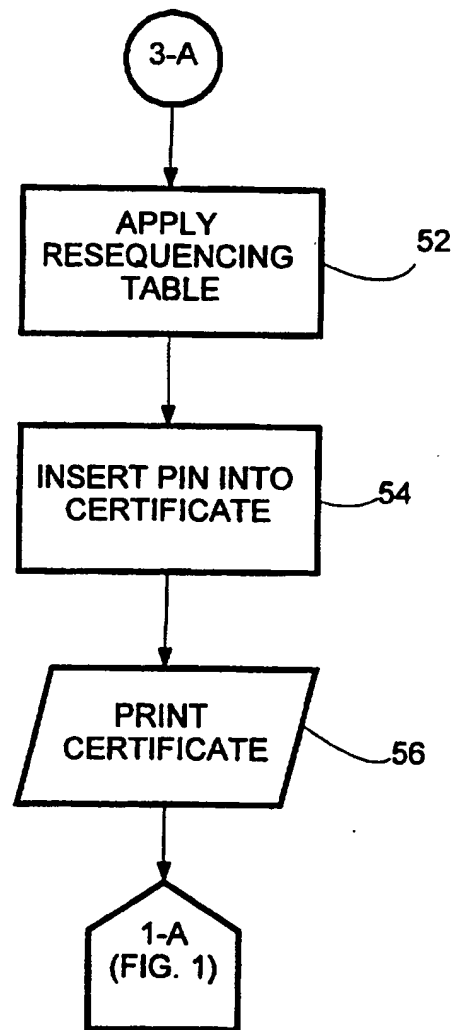 3-A
APPLY
RESEQUENCING
TABLE
52
INSERT PIN INTO
CERTIFICATE
54
PRINT
CERTIFICATE
56
1-A
(FIG. 1)